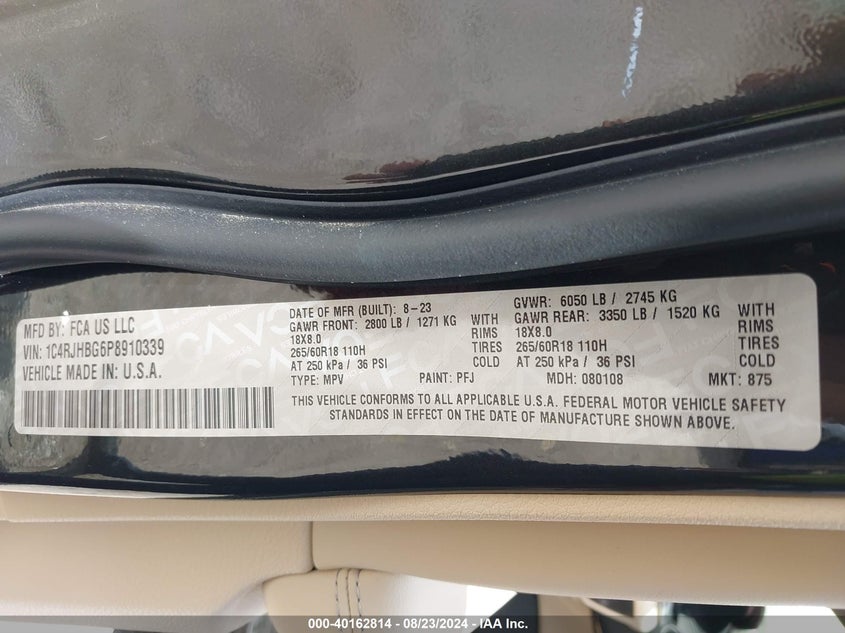 MFD BY: FCA US LLC
VIN: 1C4RJHBG6P8910339
VEHICLE MADE IN: U.S.A.
DATE OF MFR (BUILT): 8-23
GAWR FRONT: 2800 LB / 1271 KG WITH
18X8.0 RIMS
265/60R18 110H TIRES
AT 250 kPa / 36 PSI COLD
TYPE: MPV PAINT: PFJ
GVWR: 6050 LB / 2745 KG
GAWR REAR: 3350 LB / 1520 KG WITH
18X8.0 RIMS
265/60R18 110H TIRES
AT 250 kPa / 36 PSI COLD
MDH: 080108 MKT: 875
THIS VEHICLE CONFORMS TO ALL APPLICABLE U.S.A. FEDERAL MOTOR VEHICLE SAFETY
STANDARDS IN EFFECT ON THE DATE OF MANUFACTURE SHOWN ABOVE.
000-40162814 - 08/23/2024 - IAA Inc.